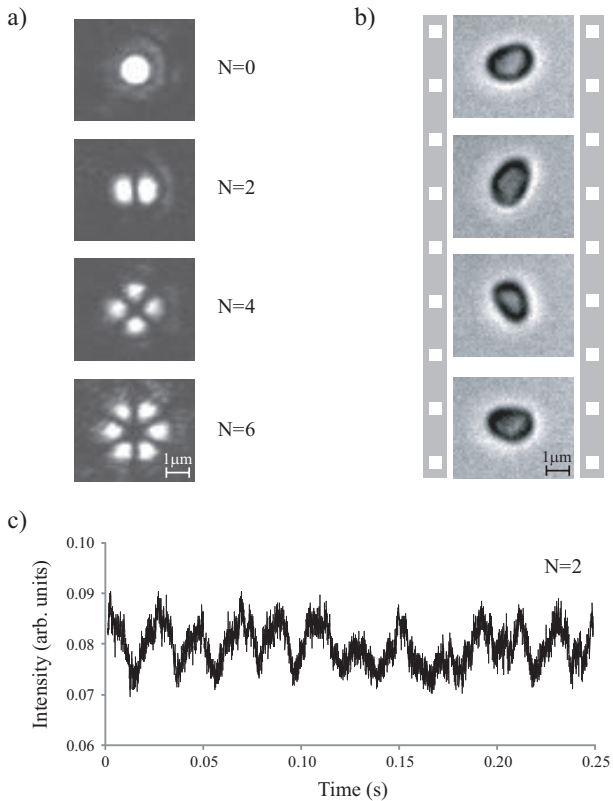 a)
b)
N=0
N=2
N=4
N=6
1μm
1μm
c)
N=2
Intensity (arb. units)
0.10
0.09
0.08
0.07
0.06
0 0.05 0.10 0.15 0.20 0.25
Time (s)